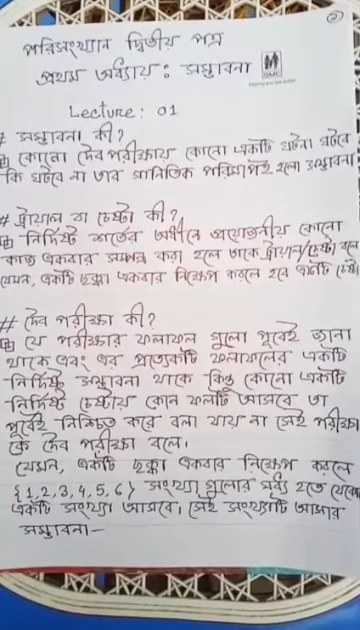 ২
পরিসংখ্যান দ্বিতীয় পত্র
প্রথম অধ্যায় : সম্ভাবনা
SMC
Lecture : 01
# সম্ভাবনা কী?
কোনো দৈব পরীক্ষায় কোনো একটি ঘটনা ঘটবে
কি ঘটবে না তার গানিতিক পরিমাপই হলো সম্ভাবনা
# ট্রায়াল বা চেষ্টা কী?
নির্দিষ্ট শর্তের অধীনে প্রয়োজনীয় কোনো
কাজ একবার সম্পন্ন করা হলে তাকে ট্রায়াল/চেষ্টা বলে
যেমন, একটি ছক্কা একবার নিক্ষেপ করলে হবে একটি চেষ্টা
# দৈব পরীক্ষা কী?
যে পরীক্ষার ফলাফল গুলো পূর্বেই জানা
থাকে এবং এর প্রত্যেকটি ফলাফলের একটি
নির্দিষ্ট সম্ভাবনা থাকে কিন্তু কোনো একটি
নির্দিষ্ট চেষ্টায় কোন ফলটি আসবে তা
পূর্বেই নিশ্চিত করে বলা যায় না সেই পরীক্ষা
কে দৈব পরীক্ষা বলে।
যেমন, একটি ছক্কা একবার নিক্ষেপ করলে
{1,2,3,4,5,6} সংখ্যা গুলোর মধ্য হতে যেকো
একটি সংখ্যা আসবে। সেই সংখ্যাটি আসার
সম্ভাবনা—